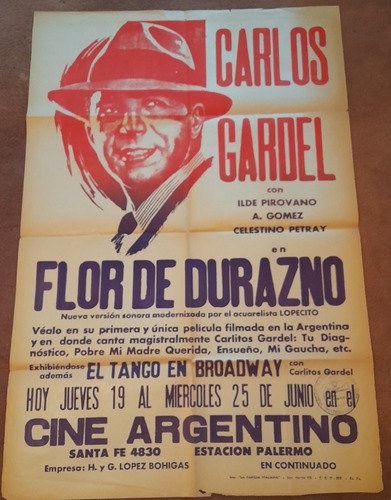 CARLOS
GARDEL
con
ILDE PIROVANO
A. GOMEZ
CELESTINO PETRAY
en
FLOR DE DURAZNO
Nueva versión sonora modernizada por el acuarelista LOPECITO
Véalo en su primera y única película filmada en la Argentina
y en donde canta magistralmente Carlitos Gardel: Tu Diag-
nóstico, Pobre Mi Madre Querida, Ensueño, Mi Gaucha, etc.
Exhibiéndose además EL TANGO EN BROADWAY con Carlitos Gardel
HOY JUEVES 19 AL MIERCOLES 25 DE JUNIO en el
CINE ARGENTINO
SANTA FE 4830 ESTACION PALERMO
Empresa: H. y G. LOPEZ BOHIGAS EN CONTINUADO